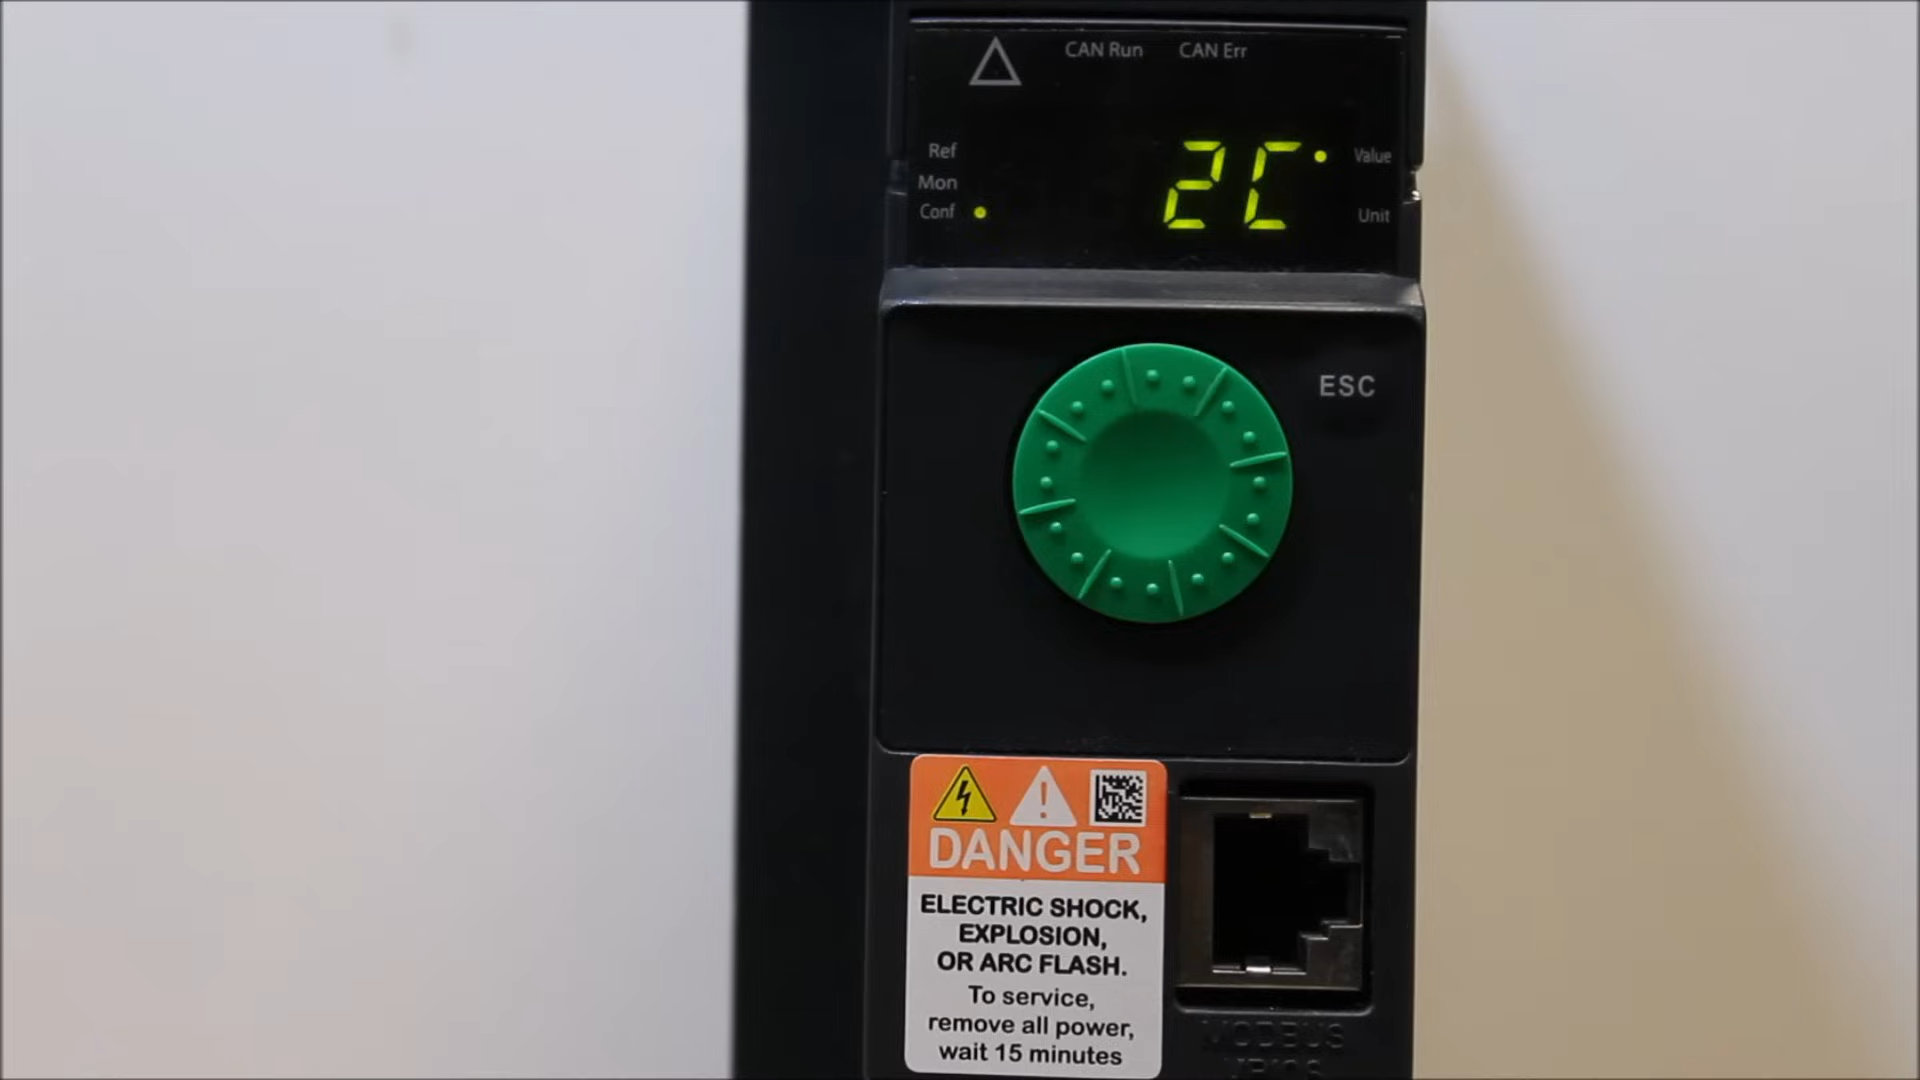 CAN Run CAN Err
2C
Ref
Value
Mon
Conf
Unit
ESC
DANGER
ELECTRIC SHOCK,
EXPLOSION,
OR ARC FLASH.
To service,
remove all power,
wait 15 minutes
MODBUS